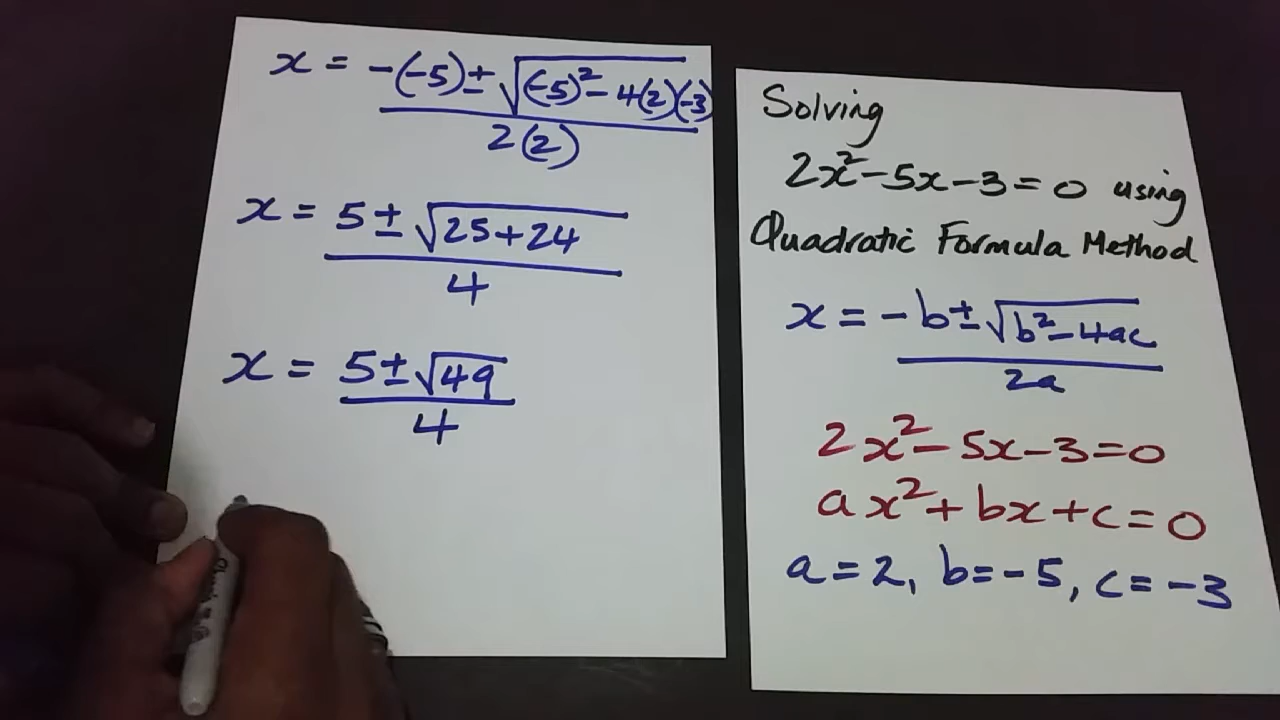 x = -(-5) ± √(-5)² - 4(2)(-3)
2(2)
x = 5 ± √25+24
4
x = 5 ± √49
4
Solving
2x² - 5x - 3 = 0 using
Quadratic Formula Method
x = -b ± √b² - 4ac
2a
2x² - 5x - 3 = 0
ax² + bx + c = 0
a = 2, b = -5, c = -3